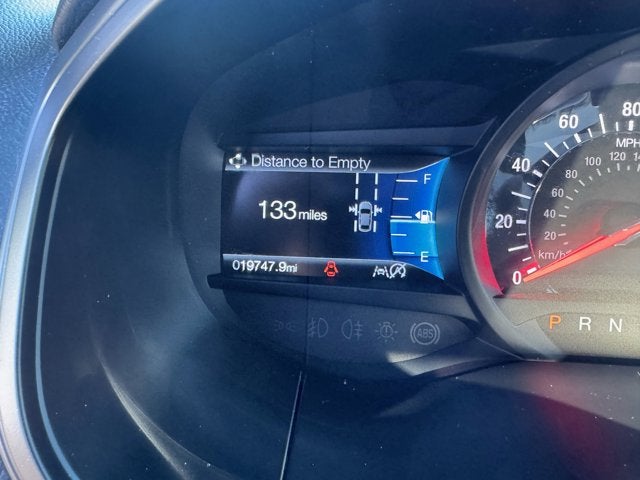 Distance to Empty
F
133 miles
E
019747.9mi
ABS
0 20 40 60 80
MPH
20 40 60 80 100 120
km/h
P R N